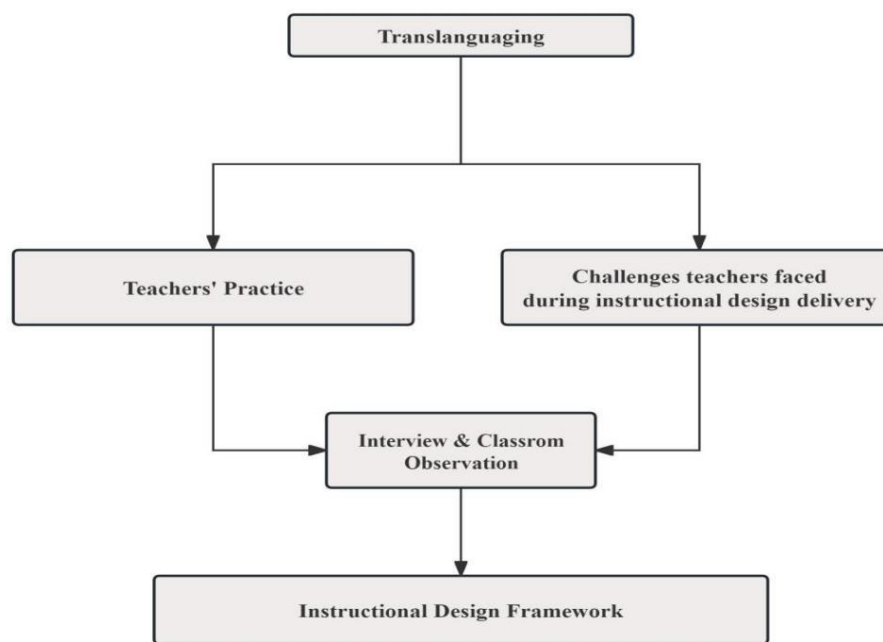 Translanguaging
Teachers' Practice
Challenges teachers faced
during instructional design delivery
Interview & Classrom
Observation
Instructional Design Framework